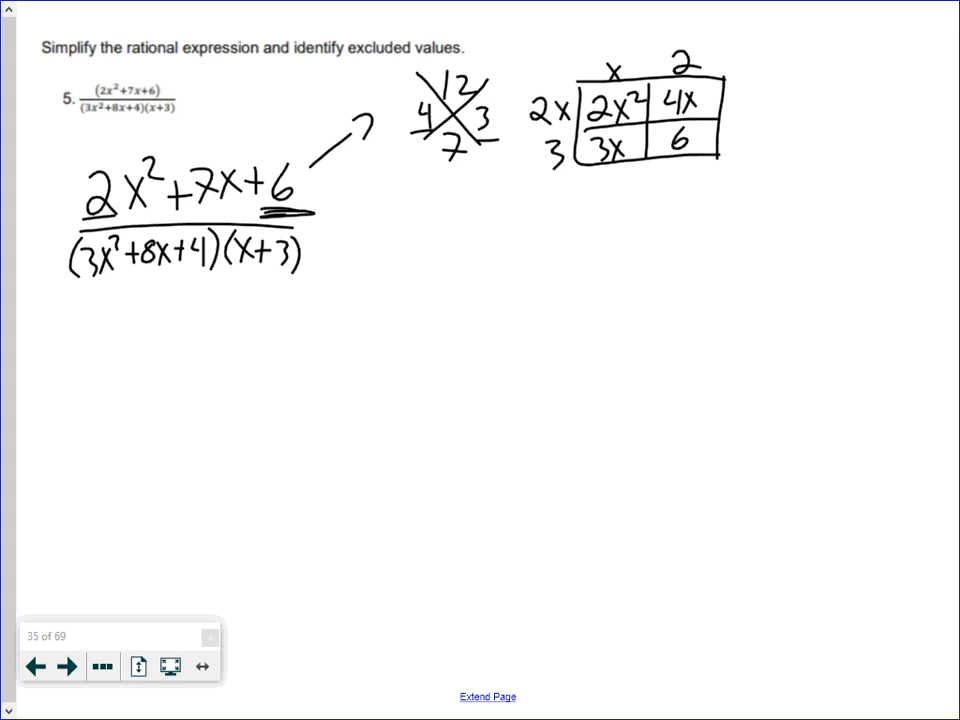 Simplify the rational expression and identify excluded values.
5. (2x²+7x+6)
(3x²+8x+4)(x+3)
12
4 3
7
x 2
2x 2x² 4x
3 3x 6
2x²+7x+6
(3x²+8x+4)(x+3)
35 of 69
Extend Page